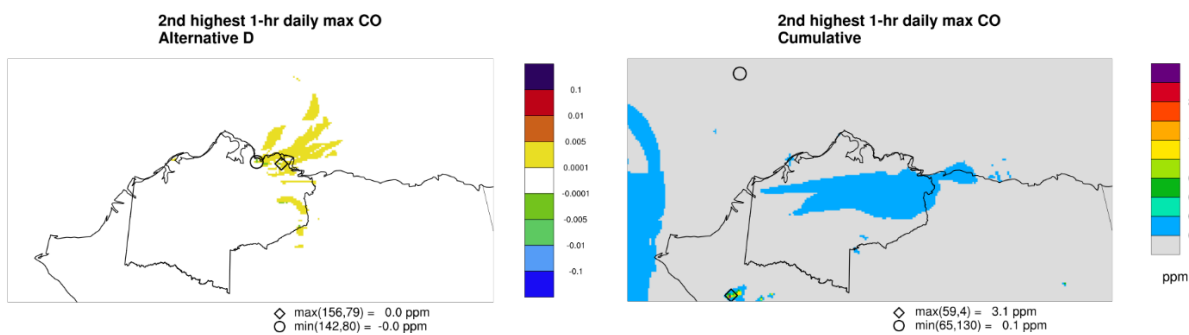 2nd highest 1-hr daily max CO
Alternative D
0.1
0.01
0.005
0.0001
-0.0001
-0.005
-0.01
-0.1
max(156,79) = 0.0 ppm
min(142,80) = -0.0 ppm
2nd highest 1-hr daily max CO
Cumulative
ppm
max(59,4) = 3.1 ppm
min(65,130) = 0.1 ppm